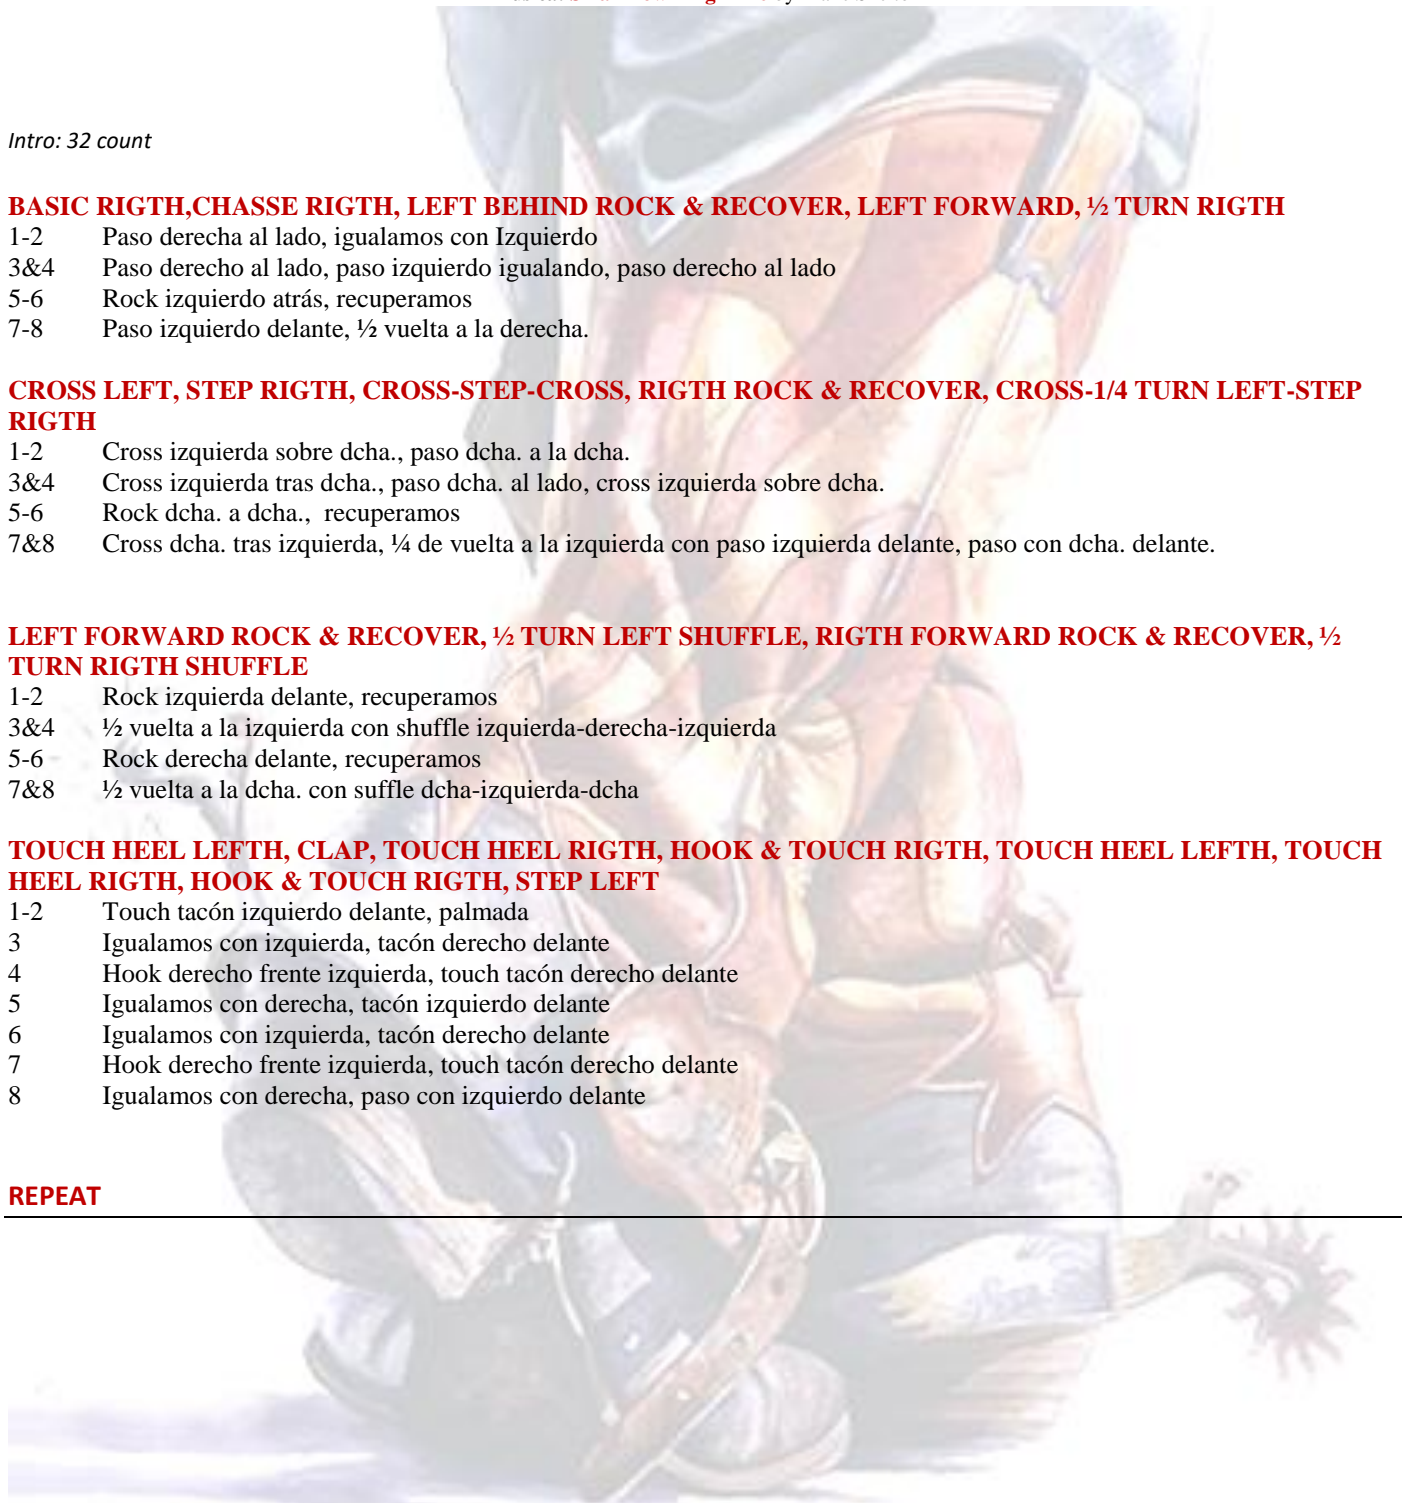 Intro: 32 count
BASIC RIGTH,CHASSE RIGTH, LEFT BEHIND ROCK & RECOVER, LEFT FORWARD, ½ TURN RIGTH
1-2 Paso derecha al lado, igualamos con Izquierdo
3&4 Paso derecho al lado, paso izquierdo igualando, paso derecho al lado
5-6 Rock izquierdo atrás, recuperamos
7-8 Paso izquierdo delante, ½ vuelta a la derecha.
CROSS LEFT, STEP RIGTH, CROSS-STEP-CROSS, RIGTH ROCK & RECOVER, CROSS-1/4 TURN LEFT-STEP
RIGTH
1-2 Cross izquierda sobre dcha., paso dcha. a la dcha.
3&4 Cross izquierda tras dcha., paso dcha. al lado, cross izquierda sobre dcha.
5-6 Rock dcha. a dcha., recuperamos
7&8 Cross dcha. tras izquierda, ¼ de vuelta a la izquierda con paso izquierda delante, paso con dcha. delante.
LEFT FORWARD ROCK & RECOVER, ½ TURN LEFT SHUFFLE, RIGTH FORWARD ROCK & RECOVER, ½
TURN RIGTH SHUFFLE
1-2 Rock izquierda delante, recuperamos
3&4 ½ vuelta a la izquierda con shuffle izquierda-derecha-izquierda
5-6 Rock derecha delante, recuperamos
7&8 ½ vuelta a la dcha. con suffle dcha-izquierda-dcha
TOUCH HEEL LEFTH, CLAP, TOUCH HEEL RIGTH, HOOK & TOUCH RIGTH, TOUCH HEEL LEFTH, TOUCH
HEEL RIGTH, HOOK & TOUCH RIGTH, STEP LEFT
1-2 Touch tacón izquierdo delante, palmada
3 Igualamos con izquierda, tacón derecho delante
4 Hook derecho frente izquierda, touch tacón derecho delante
5 Igualamos con derecha, tacón izquierdo delante
6 Igualamos con izquierda, tacón derecho delante
7 Hook derecho frente izquierda, touch tacón derecho delante
8 Igualamos con derecha, paso con izquierdo delante
REPEAT